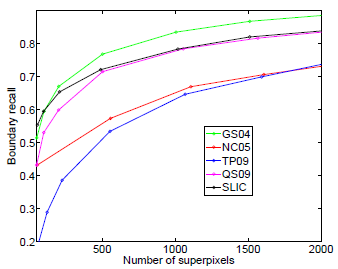 0.8
0.7
0.6
0.5
0.4
0.3
0.2
Boundary recall
GS04
NC05
TP09
QS09
SLIC
500 1000 1500 2000
Number of superpixels